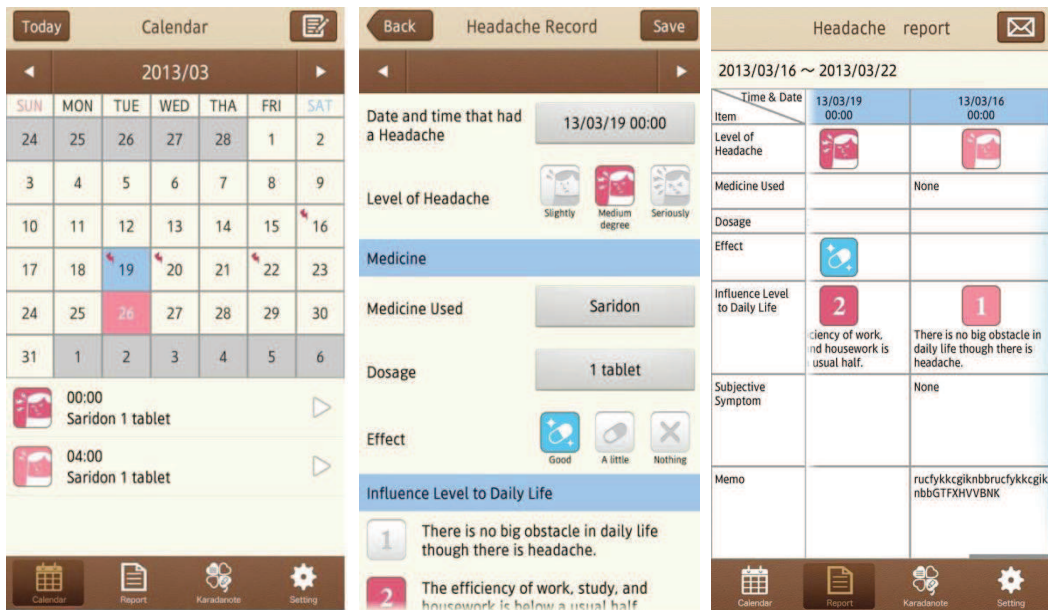 Today
Calendar
2013/03
SUN MON TUE WED THA FRI SAT
24 25 26 27 28 1 2
3 4 5 6 7 8 9
10 11 12 13 14 15 16
17 18 19 20 21 22 23
24 25 26 27 28 29 30
31 1 2 3 4 5 6
00:00
Saridon 1 tablet
04:00
Saridon 1 tablet
Calendar Report Karadanote Setting
Back
Headache Record
Save
Date and time that had
a Headache
13/03/19 00:00
Level of Headache
Slightly Medium
degree Seriously
Medicine
Medicine Used
Saridon
Dosage
1 tablet
Effect
Good A little Nothing
Influence Level to Daily Life
1
There is no big obstacle in daily life
though there is headache.
2
The efficiency of work, study, and
housework is below a usual half
Headache report
2013/03/16 ~ 2013/03/22
Time & Date
Item
13/03/19
00:00
13/03/16
00:00
Level of
Headache
Medicine Used
None
Dosage
Effect
Influence Level
to Daily Life
2
ciency of work,
nd housework is
usual half.
1
There is no big obstacle in
daily life though there is
headache.
Subjective
Symptom
None
Memo
rucfykkcgiknbbrucfykkcgik
nbbGTFXHVVBNK
Calendar Report Karadanote Setting